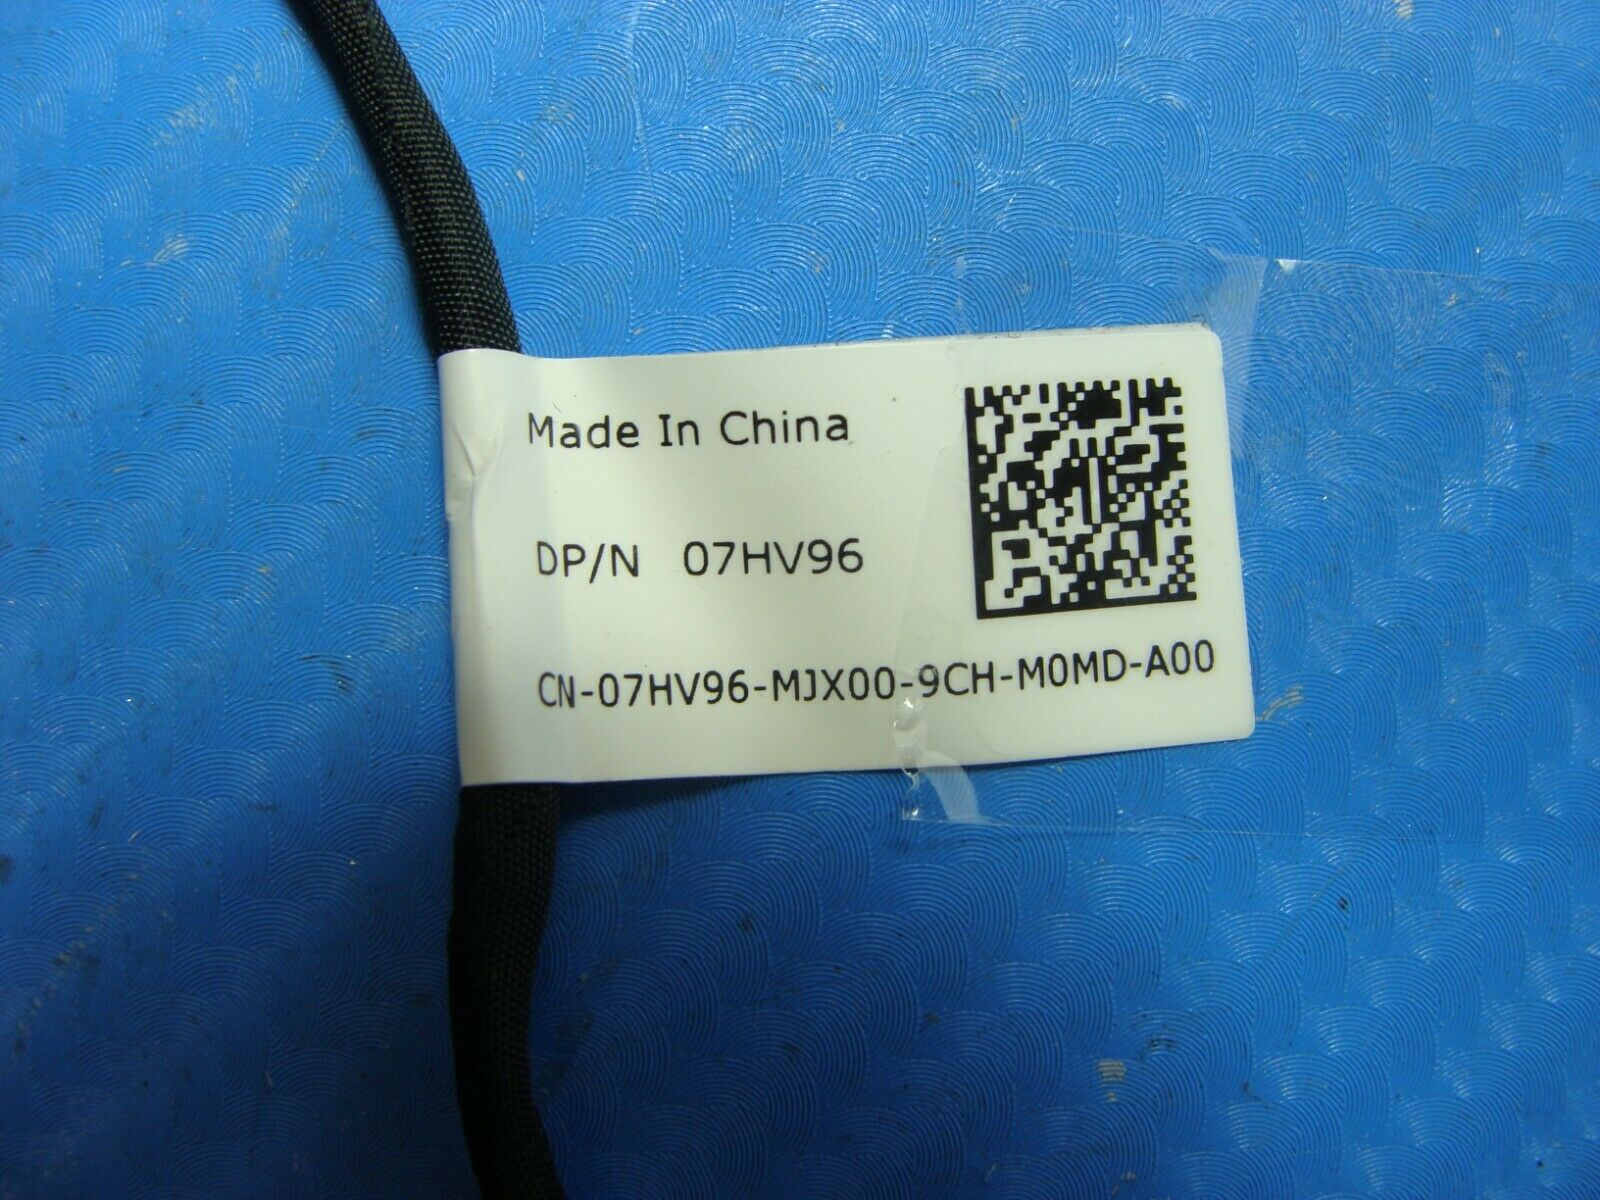 Made In China
DP/N 07HV96
CN-07HV96-MJX00-9CH-M0MD-A00